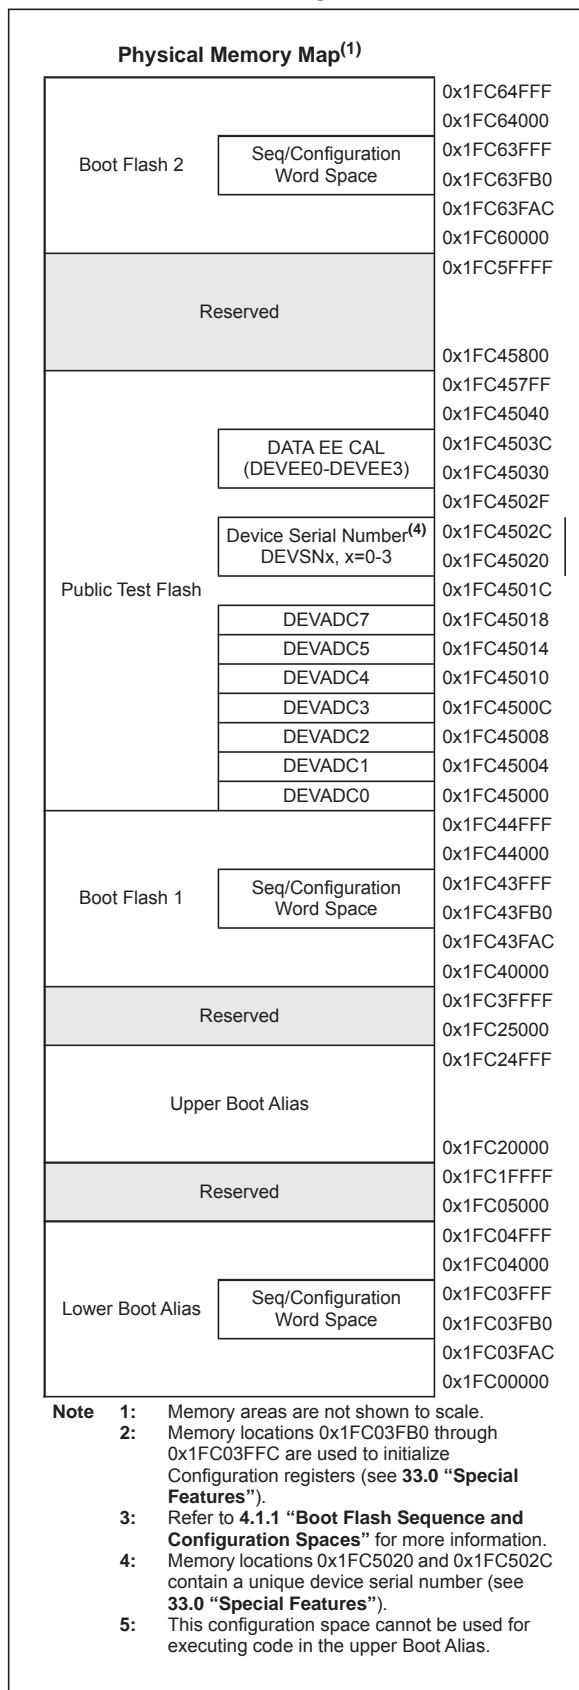 Physical Memory Map(1)
0x1FC64FFF
0x1FC64000
Boot Flash 2
Seq/Configuration
Word Space
0x1FC63FFF
0x1FC63FB0
0x1FC63FAC
0x1FC60000
Reserved
0x1FC5FFFF
0x1FC45800
0x1FC457FF
0x1FC45040
DATA EE CAL
(DEVEE0-DEVEE3)
0x1FC4503C
0x1FC45030
0x1FC4502F
Device Serial Number(4)
DEVSNx, x=0-3
0x1FC4502C
0x1FC45020
Public Test Flash
0x1FC4501C
DEVADC7 0x1FC45018
DEVADC5 0x1FC45014
DEVADC4 0x1FC45010
DEVADC3 0x1FC4500C
DEVADC2 0x1FC45008
DEVADC1 0x1FC45004
DEVADC0 0x1FC45000
0x1FC44FFF
0x1FC44000
Boot Flash 1
Seq/Configuration
Word Space
0x1FC43FFF
0x1FC43FB0
0x1FC43FAC
0x1FC40000
Reserved
0x1FC3FFFF
0x1FC25000
0x1FC24FFF
Upper Boot Alias
0x1FC20000
Reserved
0x1FC1FFFF
0x1FC05000
0x1FC04FFF
0x1FC04000
Lower Boot Alias
Seq/Configuration
Word Space
0x1FC03FFF
0x1FC03FB0
0x1FC03FAC
0x1FC00000
Note 1: Memory areas are not shown to scale.
2: Memory locations 0x1FC03FB0 through
0x1FC03FFC are used to initialize
Configuration registers (see 33.0 “Special
Features”).
3: Refer to 4.1.1 “Boot Flash Sequence and
Configuration Spaces” for more information.
4: Memory locations 0x1FC5020 and 0x1FC502C
contain a unique device serial number (see
33.0 “Special Features”).
5: This configuration space cannot be used for
executing code in the upper Boot Alias.